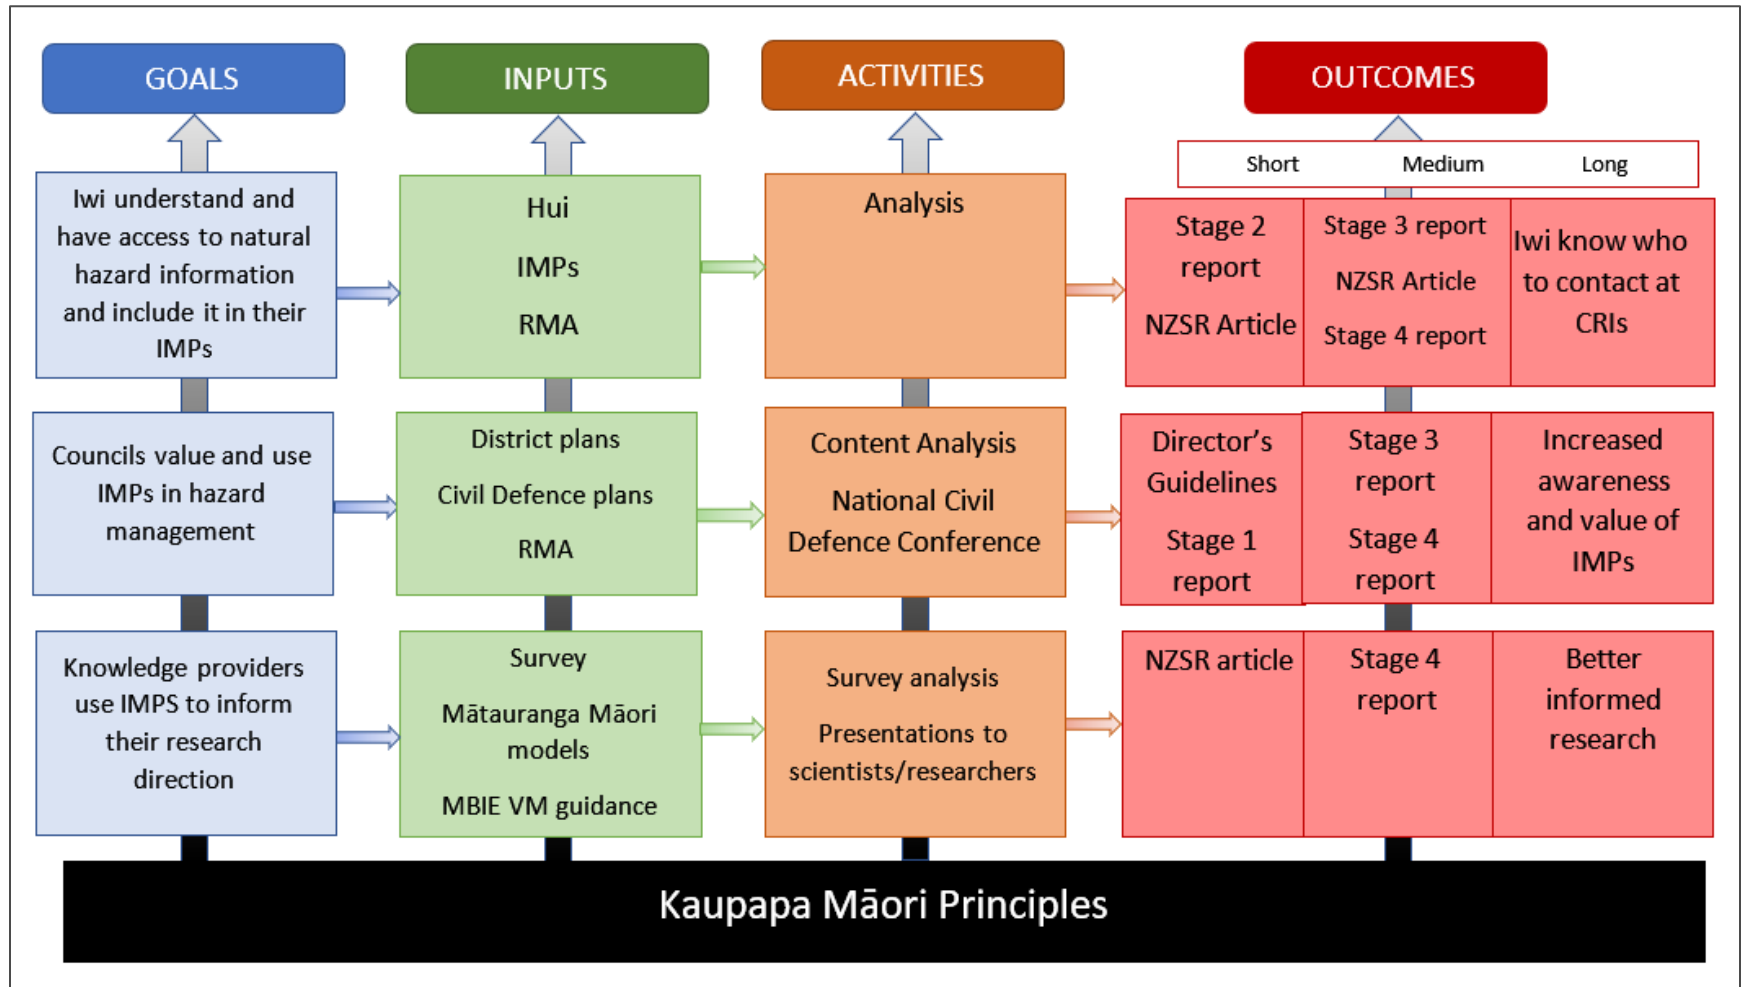 GOALS
INPUTS
ACTIVITIES
OUTCOMES
Short
Medium
Long
Iwi understand and
have access to natural
hazard information
and include it in their
IMPs
Hui
IMPs
RMA
Analysis
Stage 2
report
NZSR Article
Stage 3 report
NZSR Article
Stage 4 report
Iwi know who
to contact at
CRIs
Councils value and use
IMPs in hazard
management
District plans
Civil Defence plans
RMA
Content Analysis
National Civil
Defence Conference
Director’s
Guidelines
Stage 1
report
Stage 3
report
Stage 4
report
Increased
awareness
and value of
IMPs
Knowledge providers
use IMPS to inform
their research
direction
Survey
Mātauranga Māori
models
MBIE VM guidance
Survey analysis
Presentations to
scientists/researchers
NZSR article
Stage 4
report
Better
informed
research
Kaupapa Māori Principles